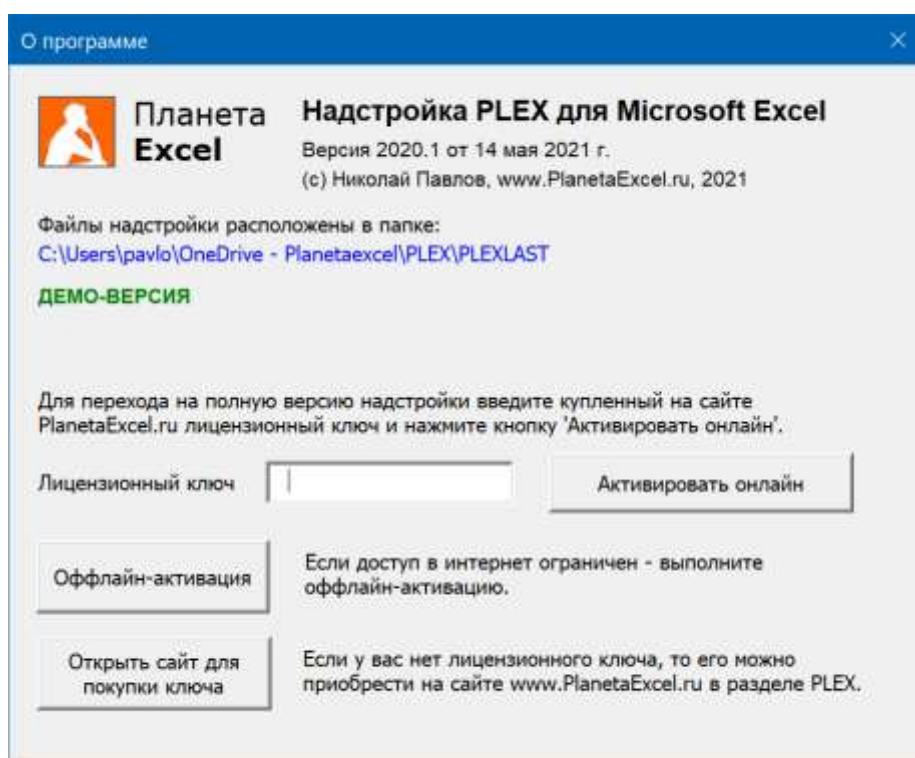 О программе
Планета
Excel
Надстройка PLEX для Microsoft Excel
Версия 2020.1 от 14 мая 2021 г.
(c) Николай Павлов, www.PlanetaExcel.ru, 2021
Файлы надстройки расположены в папке:
C:\Users\pavlo\OneDrive - Planetaexcel\PLEX\PLEXLAST
ДЕМО-ВЕРСИЯ
Для перехода на полную версию надстройки введите купленный на сайте
PlanetaExcel.ru лицензионный ключ и нажмите кнопку 'Активировать онлайн'.
Лицензионный ключ
Активировать онлайн
Оффлайн-активация
Если доступ в интернет ограничен - выполните
оффлайн-активацию.
Открыть сайт для
покупки ключа
Если у вас нет лицензионного ключа, то его можно
приобрести на сайте www.PlanetaExcel.ru в разделе PLEX.